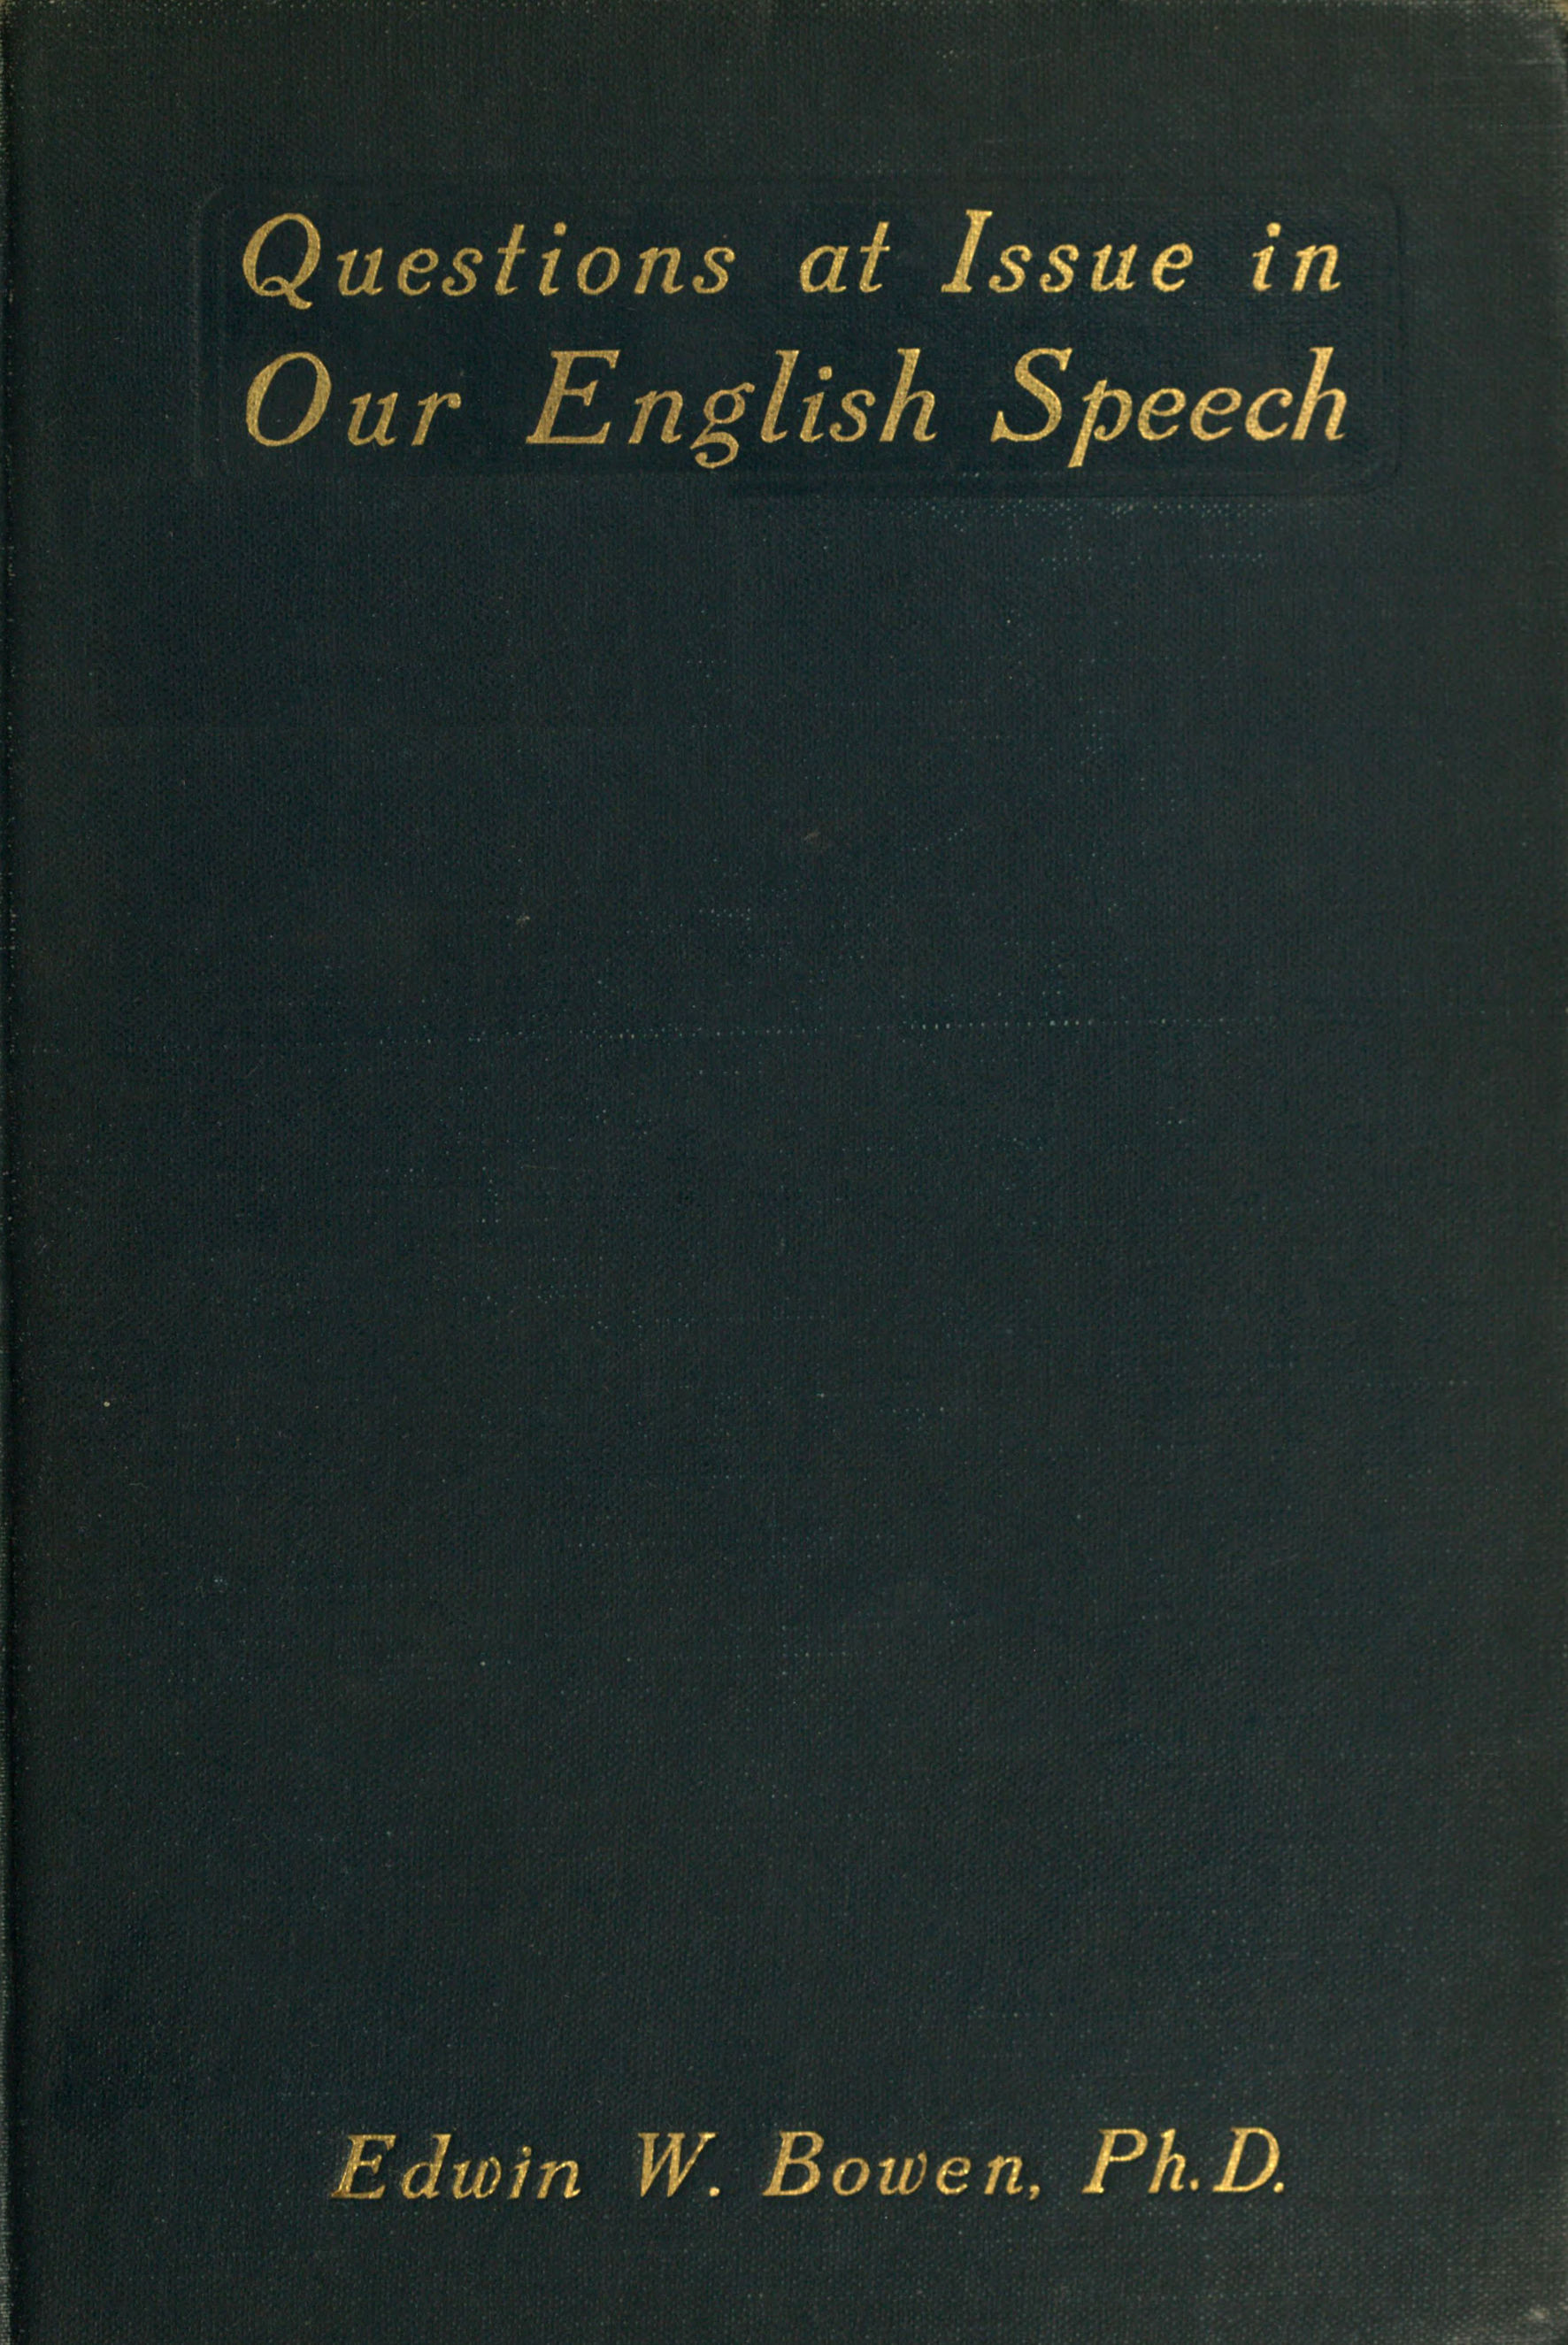 Questions at Issue in
Our English Speech
Edwin W. Bowen, Ph.D.